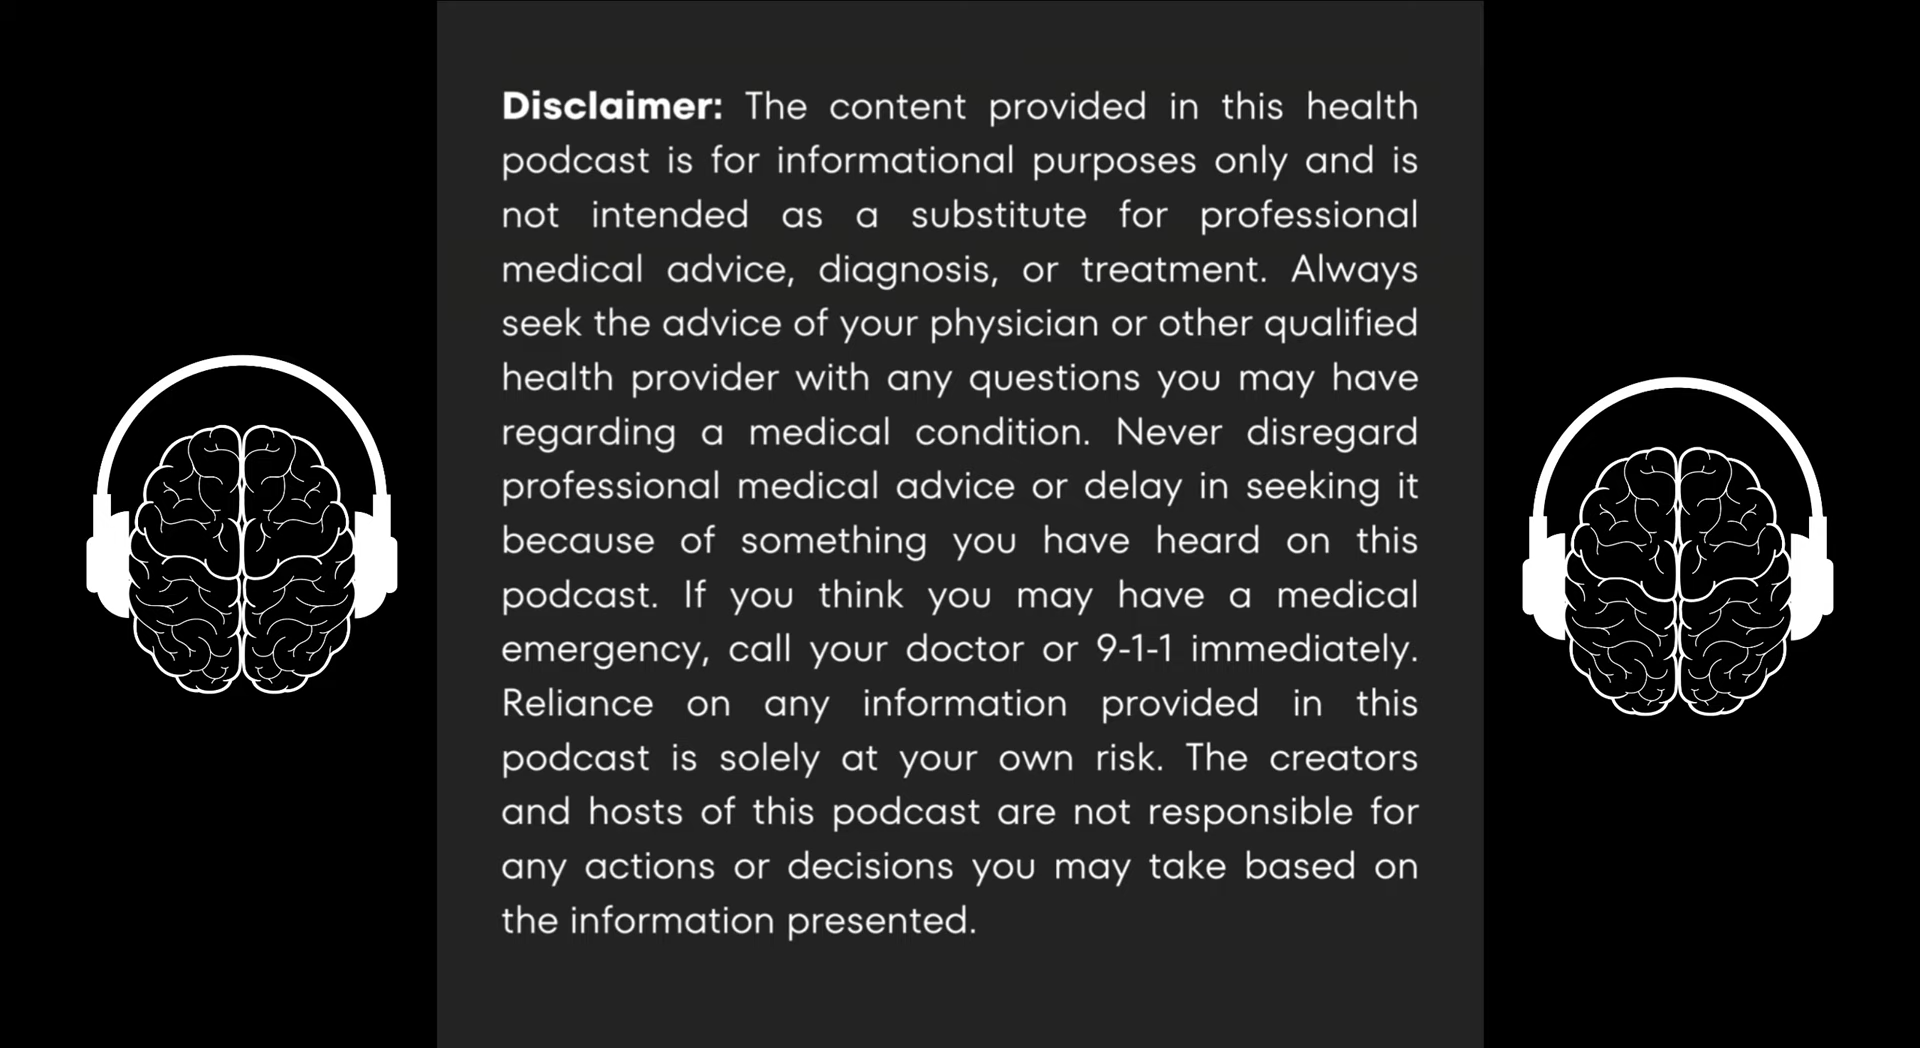 Disclaimer: The content provided in this health
podcast is for informational purposes only and is
not intended as a substitute for professional
medical advice, diagnosis, or treatment. Always
seek the advice of your physician or other qualified
health provider with any questions you may have
regarding a medical condition. Never disregard
professional medical advice or delay in seeking it
because of something you have heard on this
podcast. If you think you may have a medical
emergency, call your doctor or 9-1-1 immediately.
Reliance on any information provided in this
podcast is solely at your own risk. The creators
and hosts of this podcast are not responsible for
any actions or decisions you may take based on
the information presented.